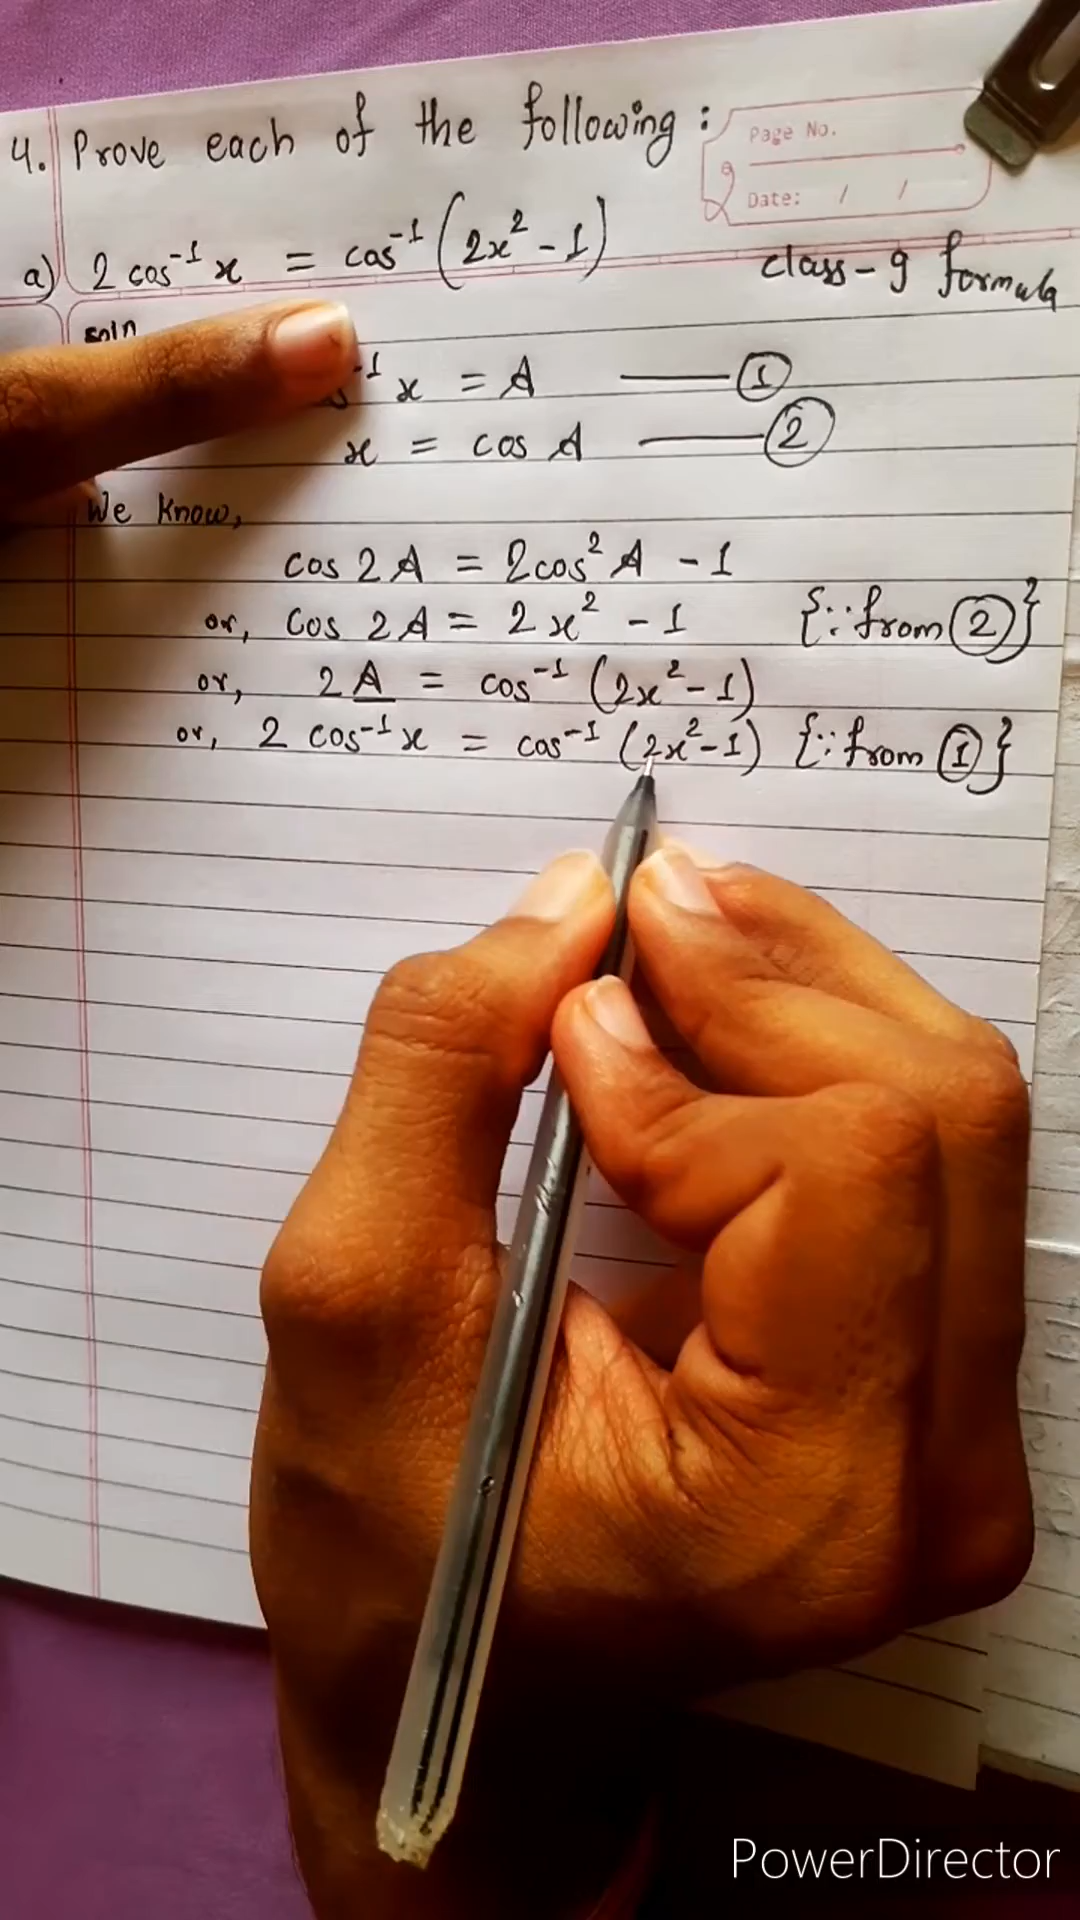 4. Prove each of the following :
Page No.
Date: / /
a) 2 cos⁻¹ x = cos⁻¹ (2x² - 1)
class - 9 formula
soln
⁻¹ x = A ——— ①
x = cos A ——— ②
We know,
cos 2A = 2cos² A - 1
or, cos 2A = 2x² - 1 {∵ from ②}
or, 2A = cos⁻¹ (2x² - 1)
or, 2 cos⁻¹ x = cos⁻¹ (2x² - 1) {∵ from ①}
PowerDirector